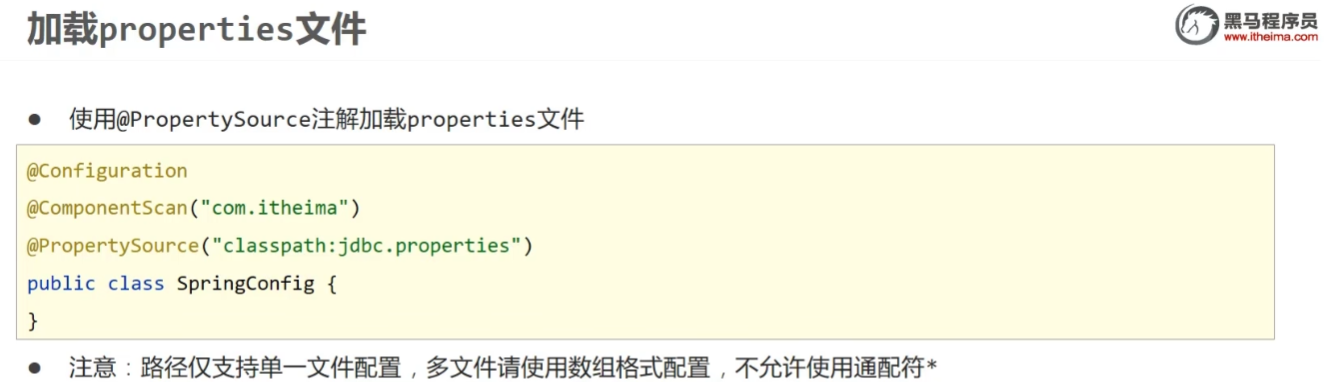 加载properties文件
黑马程序员
www.itheima.com
● 使用@PropertySource注解加载properties文件
@Configuration
@ComponentScan("com.itheima")
@PropertySource("classpath:jdbc.properties")
public class SpringConfig {
}
● 注意：路径仅支持单一文件配置，多文件请使用数组格式配置，不允许使用通配符*